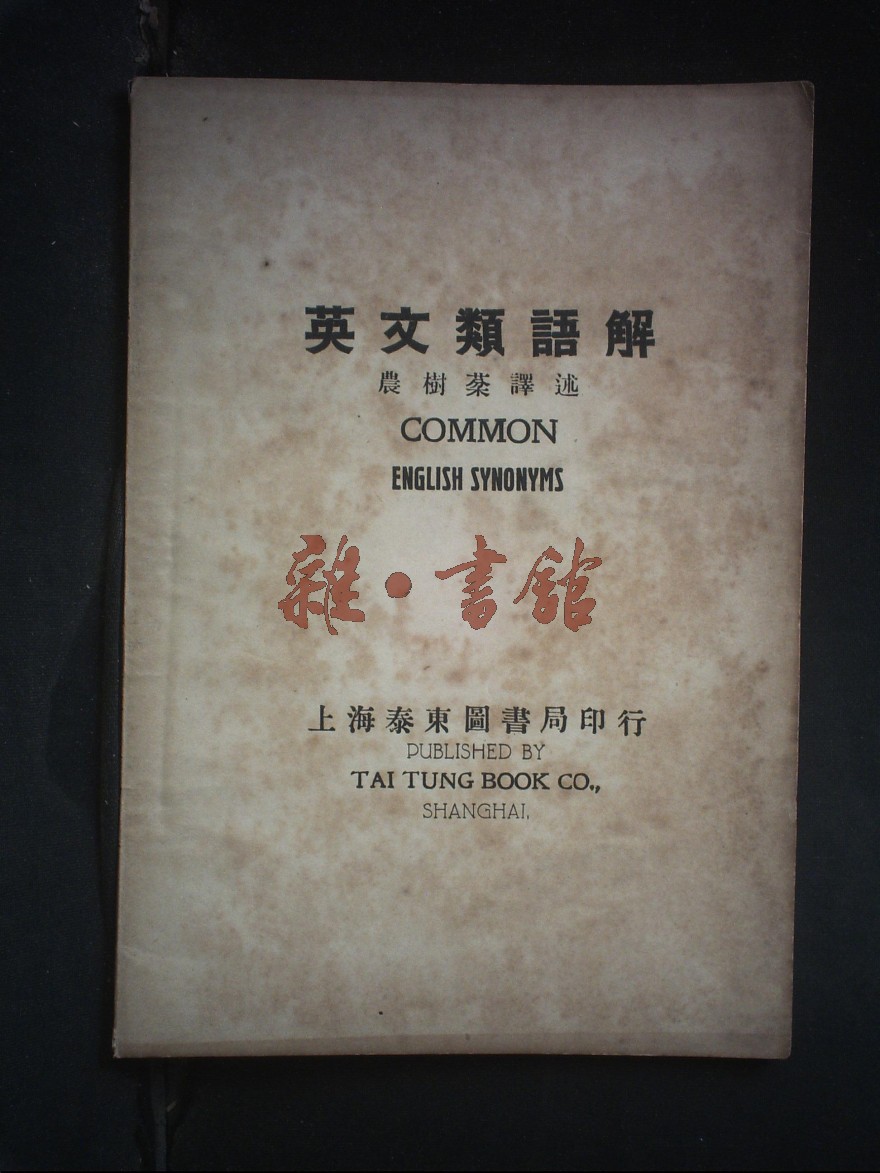 英文類語解
農樹棻譯述
COMMON
ENGLISH SYNONYMS
雜·書館
上海泰東圖書局印行
PUBLISHED BY
TAI TUNG BOOK CO.,
SHANGHAI.